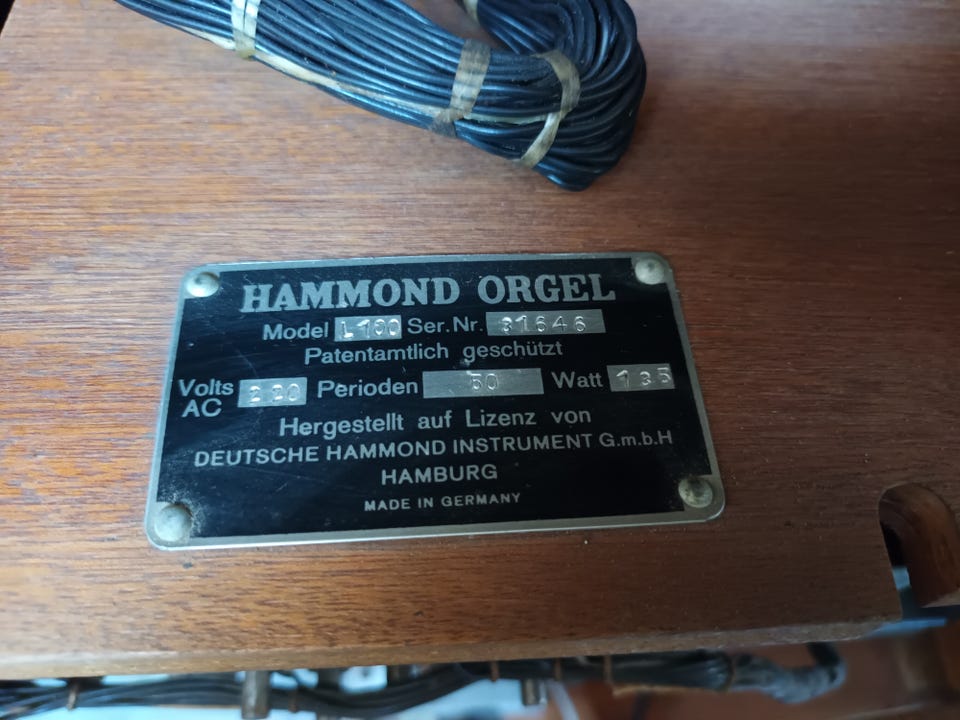 HAMMOND ORGEL
Model L100 Ser.Nr. 31646
Patentamtlich geschützt
Volts AC 220 Perioden 50 Watt 135
Hergestellt auf Lizenz von
DEUTSCHE HAMMOND INSTRUMENT G.m.b.H
HAMBURG
MADE IN GERMANY